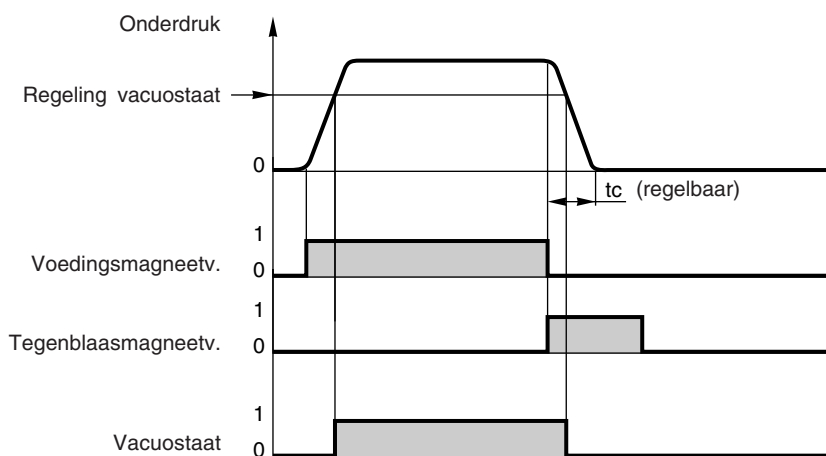 Onderdruk
Regeling vacuostaat
0
tc (regelbaar)
1
Voedingsmagneetv.
0
1
Tegenblaasmagneetv.
0
1
Vacuostaat
0